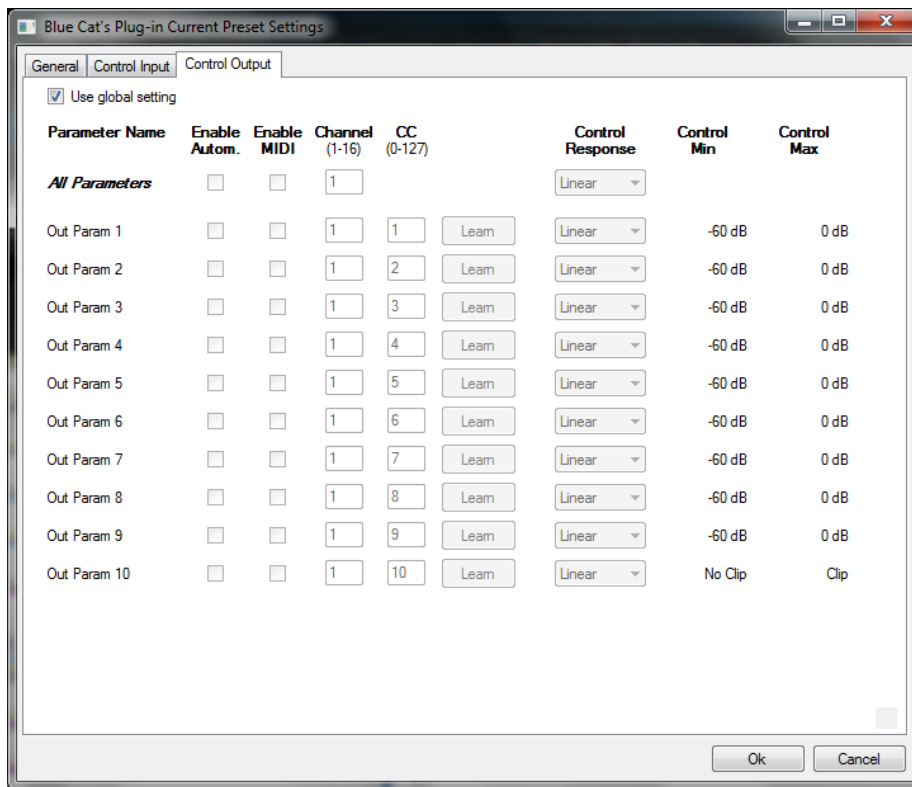 Blue Cat's Plug-in Current Preset Settings
General Control Input Control Output
Use global setting
Parameter Name Enable Autom. Enable MIDI Channel (1-16) CC (0-127) Control Response Control Min Control Max
All Parameters 1 Linear
Out Param 1 1 1 Learn Linear -60 dB 0 dB
Out Param 2 1 2 Learn Linear -60 dB 0 dB
Out Param 3 1 3 Learn Linear -60 dB 0 dB
Out Param 4 1 4 Learn Linear -60 dB 0 dB
Out Param 5 1 5 Learn Linear -60 dB 0 dB
Out Param 6 1 6 Learn Linear -60 dB 0 dB
Out Param 7 1 7 Learn Linear -60 dB 0 dB
Out Param 8 1 8 Learn Linear -60 dB 0 dB
Out Param 9 1 9 Learn Linear -60 dB 0 dB
Out Param 10 1 10 Learn Linear No Clip Clip
Ok Cancel